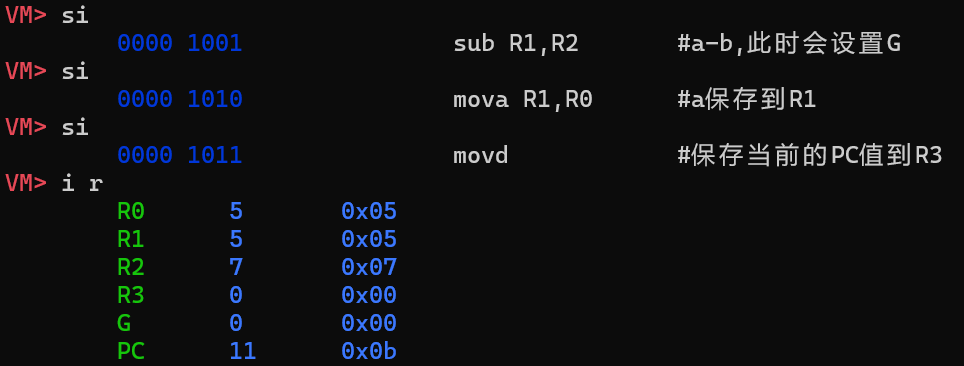 VM> si
0000 1001 sub R1,R2 #a-b,此时会设置G
VM> si
0000 1010 mova R1,R0 #a保存到R1
VM> si
0000 1011 movd #保存当前的PC值到R3
VM> i r
R0 5 0x05
R1 5 0x05
R2 7 0x07
R3 0 0x00
G 0 0x00
PC 11 0x0b